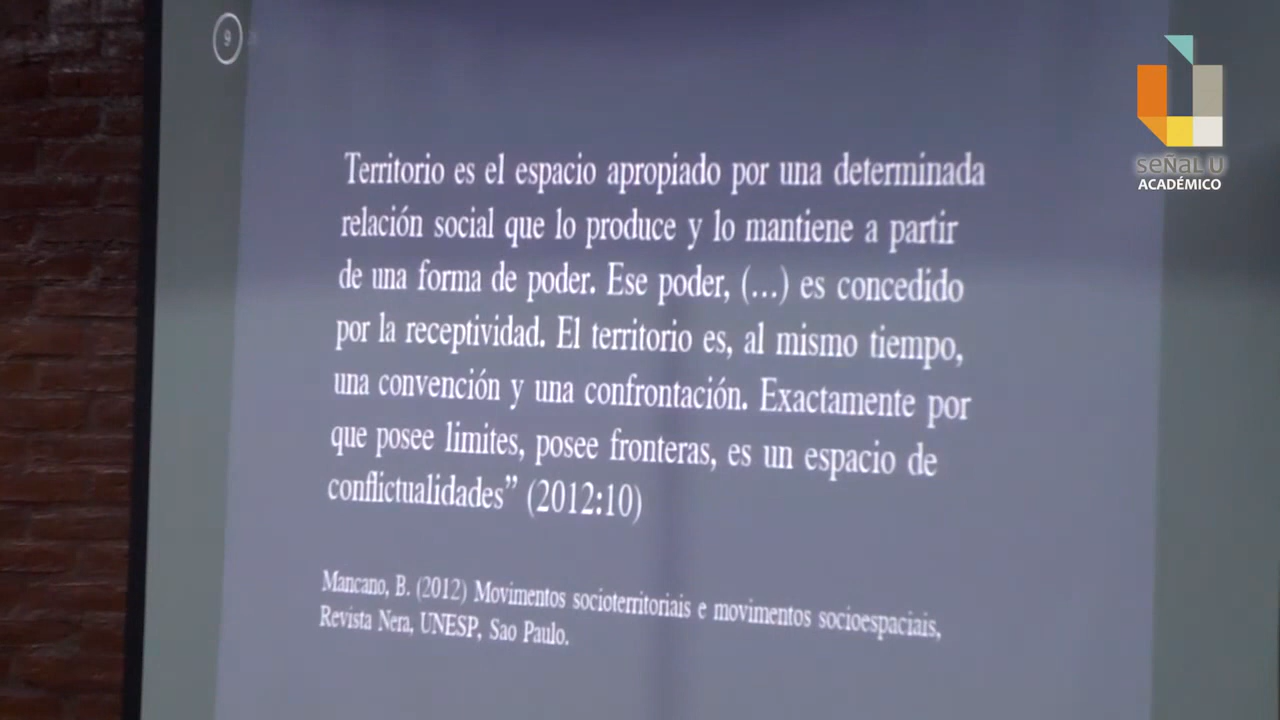 9
SEÑAL U
ACADÉMICO
Territorio es el espacio apropiado por una determinada
relación social que lo produce y lo mantiene a partir
de una forma de poder. Ese poder, (...) es concedido
por la receptividad. El territorio es, al mismo tiempo,
una convención y una confrontación. Exactamente por
que posee limites, posee fronteras, es un espacio de
conflictualidades” (2012:10)
Mancano, B. (2012) Movimentos socioterritoriais e movimentos socioespaciais,
Revista Nera, UNESP, Sao Paulo.